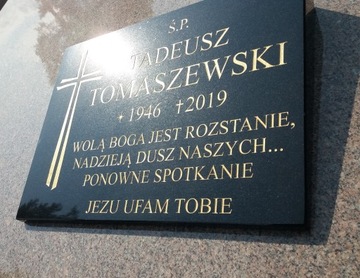 Ś.P.
TADEUSZ
TOMASZEWSKI
* 1946 † 2019
WOLĄ BOGA JEST ROZSTANIE,
NADZIEJĄ DUSZ NASZYCH...
PONOWNE SPOTKANIE
JEZU UFAM TOBIE